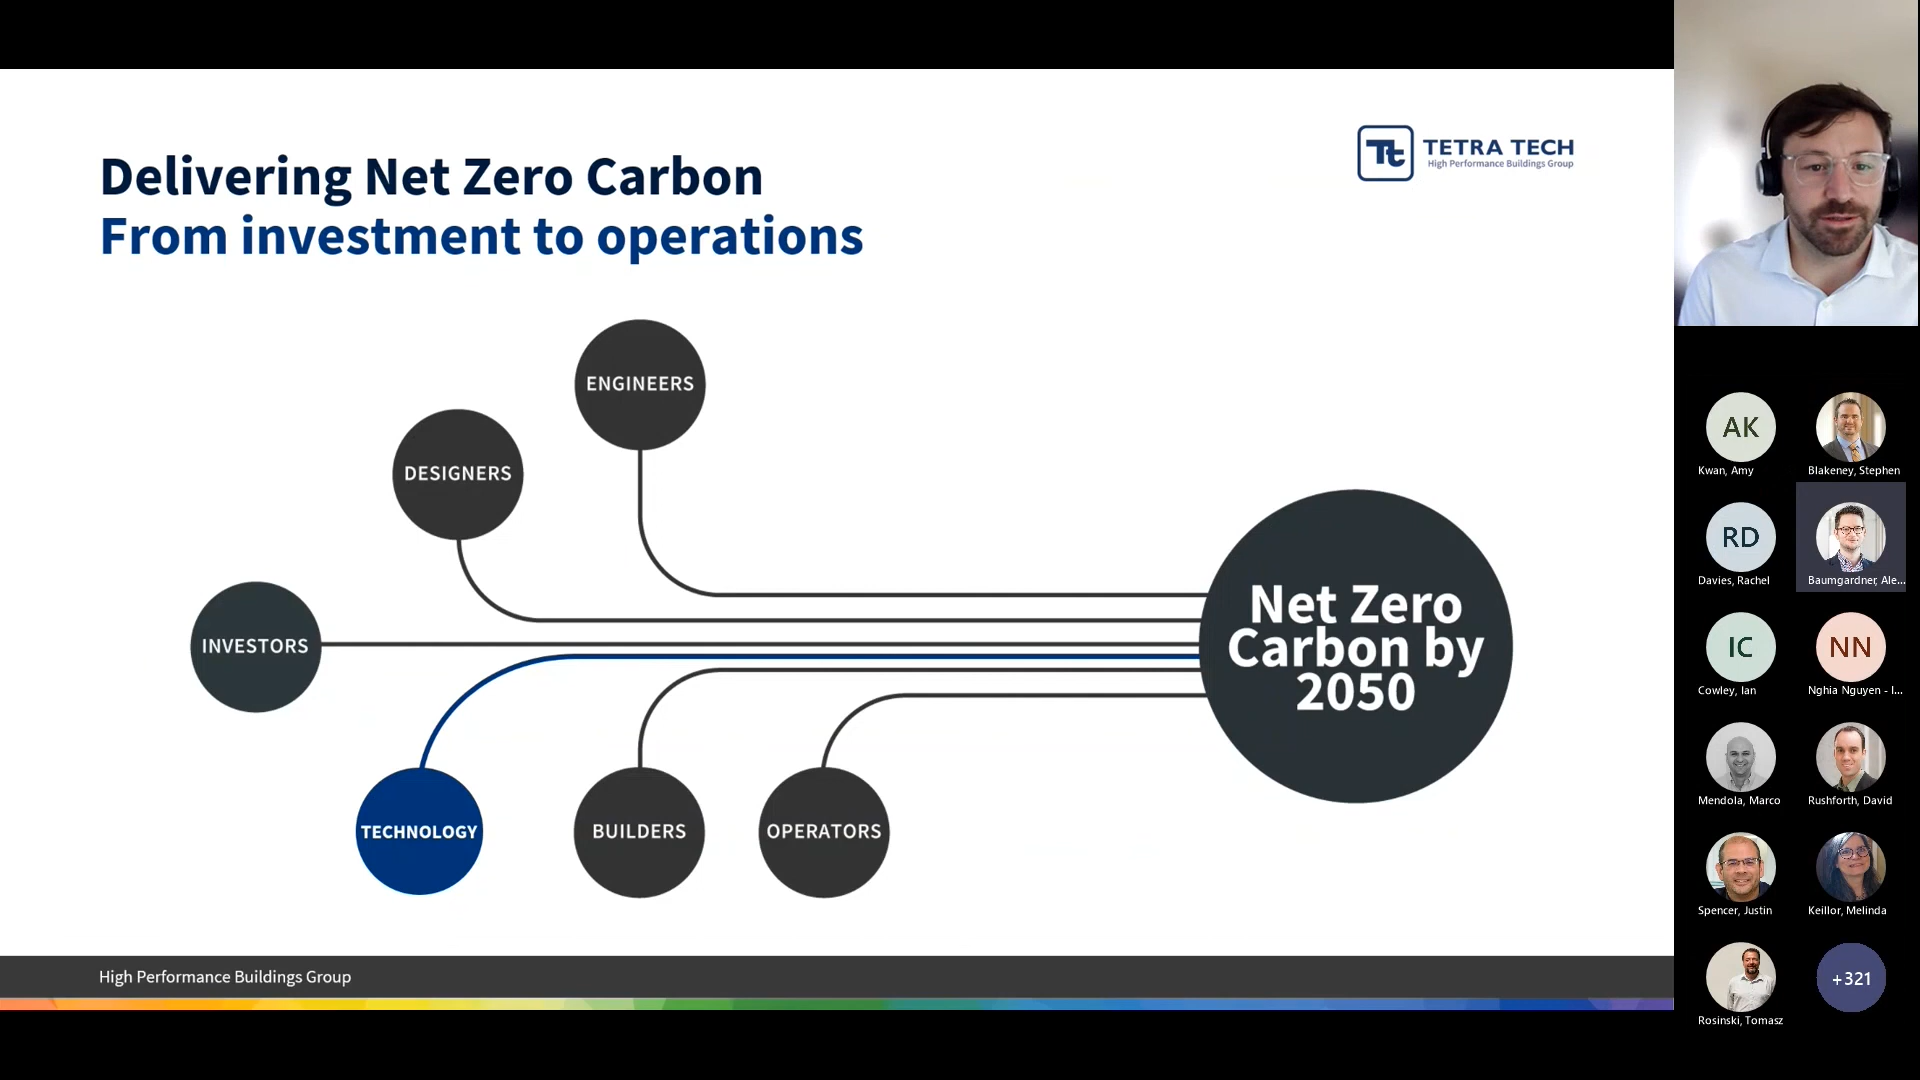 Delivering Net Zero Carbon
From investment to operations
Tt
TETRA TECH
High Performance Buildings Group
ENGINEERS
DESIGNERS
INVESTORS
TECHNOLOGY
BUILDERS
OPERATORS
Net Zero
Carbon by
2050
High Performance Buildings Group
AK
Kwan, Amy
Blakeney, Stephen
RD
Davies, Rachel
Baumgardner, Ale...
IC
Cowley, Ian
NN
Nghia Nguyen - I...
Mendola, Marco
Rushforth, David
Spencer, Justin
Keillor, Melinda
Rosinski, Tomasz
+321